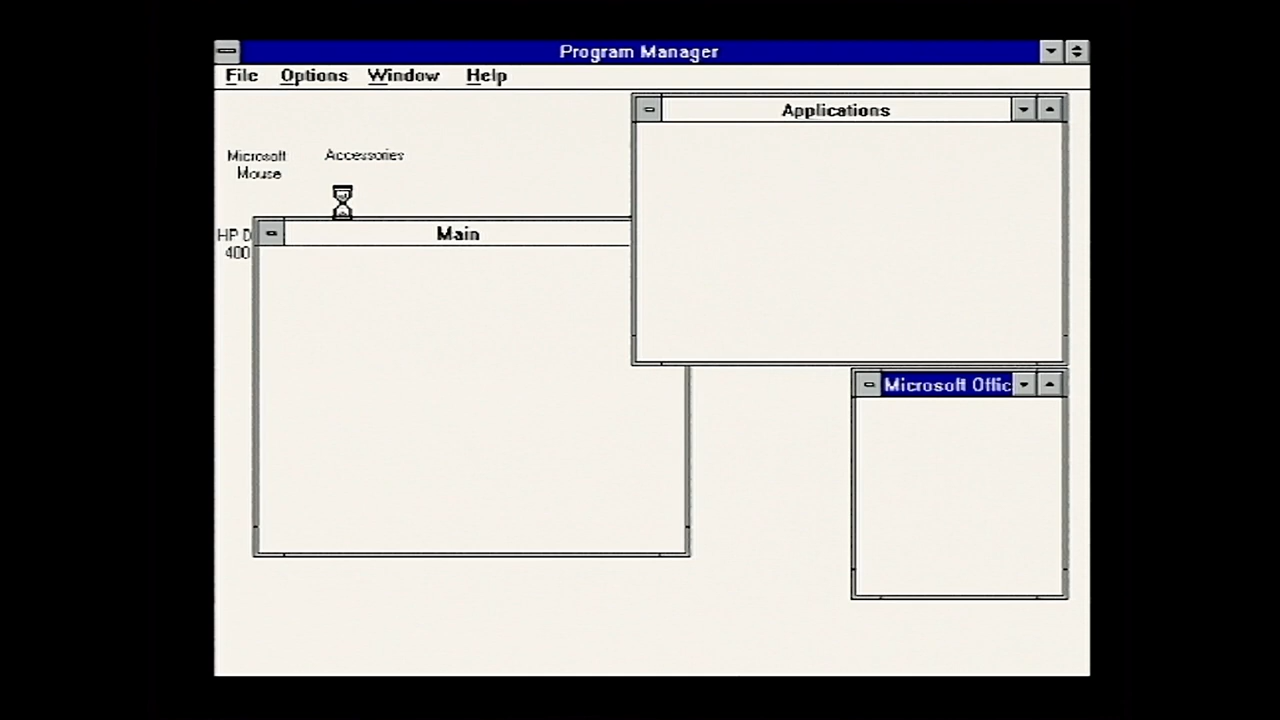 Program Manager
File Options Window Help
Applications
Microsoft
Mouse
Accessories
HP D
400
Main
Microsoft Offic